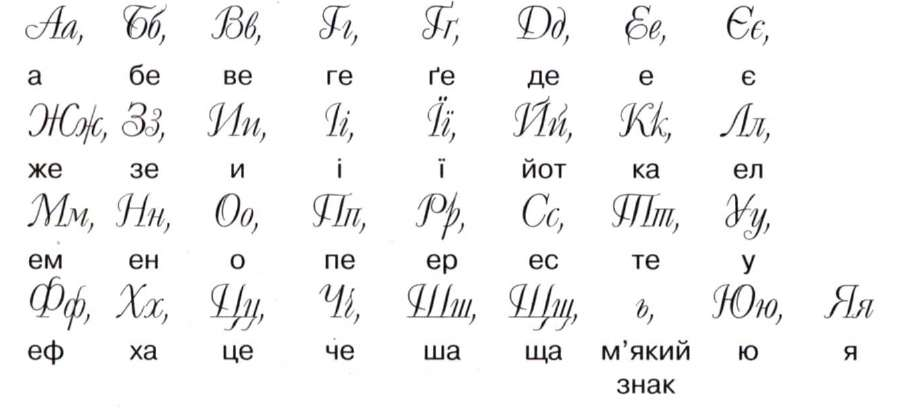 Аа, Бб, Вв, Гг, Ґґ, Дд, Ее, Єє,
а бе ве ге ґе де е є
Жж, Зз, Ии, Іі, Її, Йй, Кк, Лл,
же зе и і ї йот ка ел
Мм, Нн, Оо, Пп, Рр, Сс, Тт, Уу,
ем ен о пе ер ес те у
Фф, Хх, Цц, Чч, Шш, Щщ, ь, Юю, Яя
еф ха це че ша ща м’який ю я
знак